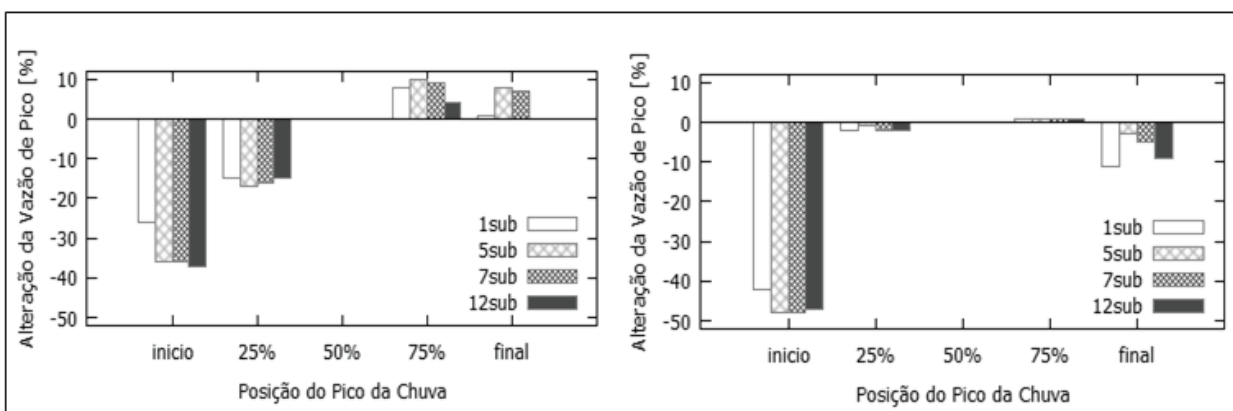 Alteração da Vazão de Pico [%]
10
0
-10
-20
-30
-40
-50
1sub
5sub
7sub
12sub
inicio 25% 50% 75% final
Posição do Pico da Chuva
Alteração da Vazão de Pico [%]
10
0
-10
-20
-30
-40
-50
1sub
5sub
7sub
12sub
inicio 25% 50% 75% final
Posição do Pico da Chuva